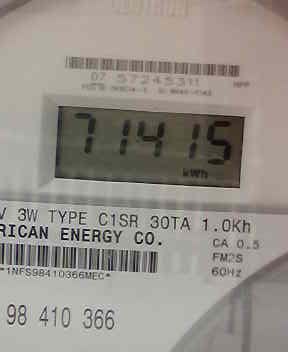 07 57245311
71415
kWh
V 3W TYPE C1SR 30TA 1.0Kh
RICAN ENERGY CO.
CA 0.5
FM2S
60Hz
*1NFS98410366MEC*
98 410 366